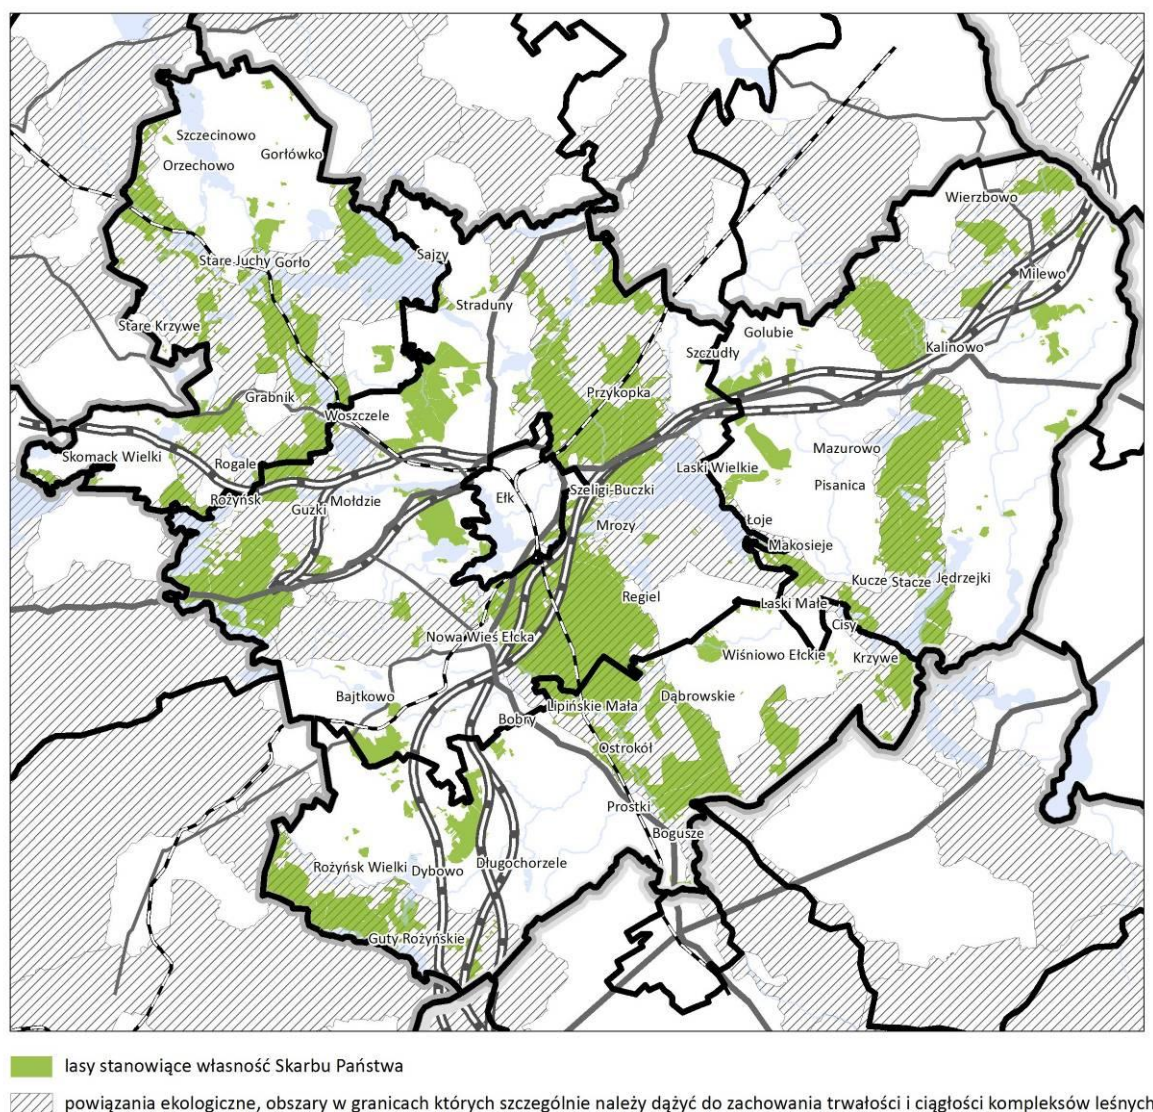 Szczecinowo
Orzechowo
Gorłówko
Wierzbowo
Sajzy
Stare Juchy
Gorło
Milewo
Straduny
Stare Krzywe
Golubie
Szczudły
Kalinowo
Grabnik
Przykopka
Woszczele
Skomack Wielki
Rogale
Mazurowo
Laski Wielkie
Pisanica
Różyńsk
Guzki
Mołdzie
Ełk
Szeligi-Buczki
Mrozy
Łoje
Makosieje
Kucze
Stacze
Jędrzejki
Regiel
Laski Małe
Cisy
Nowa Wieś Ełcka
Wiśniowo Ełckie
Krzywe
Bajtkowo
Dąbrowskie
Lipińskie Mała
Bobry
Ostrokół
Prostki
Bogusze
Rożyńsk Wielki
Dybowo
Długochorzele
Guty Rożyńskie
lasy stanowiące własność Skarbu Państwa
powiązania ekologiczne, obszary w granicach których szczególnie należy dążyć do zachowania trwałości i ciągłości kompleksów leśnych